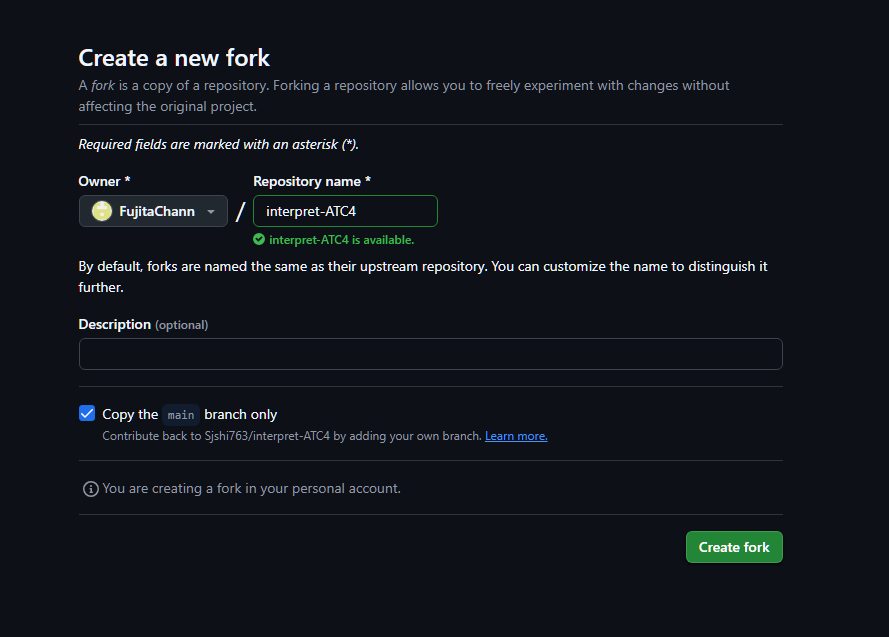 Create a new fork
A fork is a copy of a repository. Forking a repository allows you to freely experiment with changes without
affecting the original project.
Required fields are marked with an asterisk (*).
Owner * Repository name *
FujitaChann / interpret-ATC4
interpret-ATC4 is available.
By default, forks are named the same as their upstream repository. You can customize the name to distinguish it
further.
Description (optional)
Copy the main branch only
Contribute back to Sjshi763/interpret-ATC4 by adding your own branch. Learn more.
You are creating a fork in your personal account.
Create fork